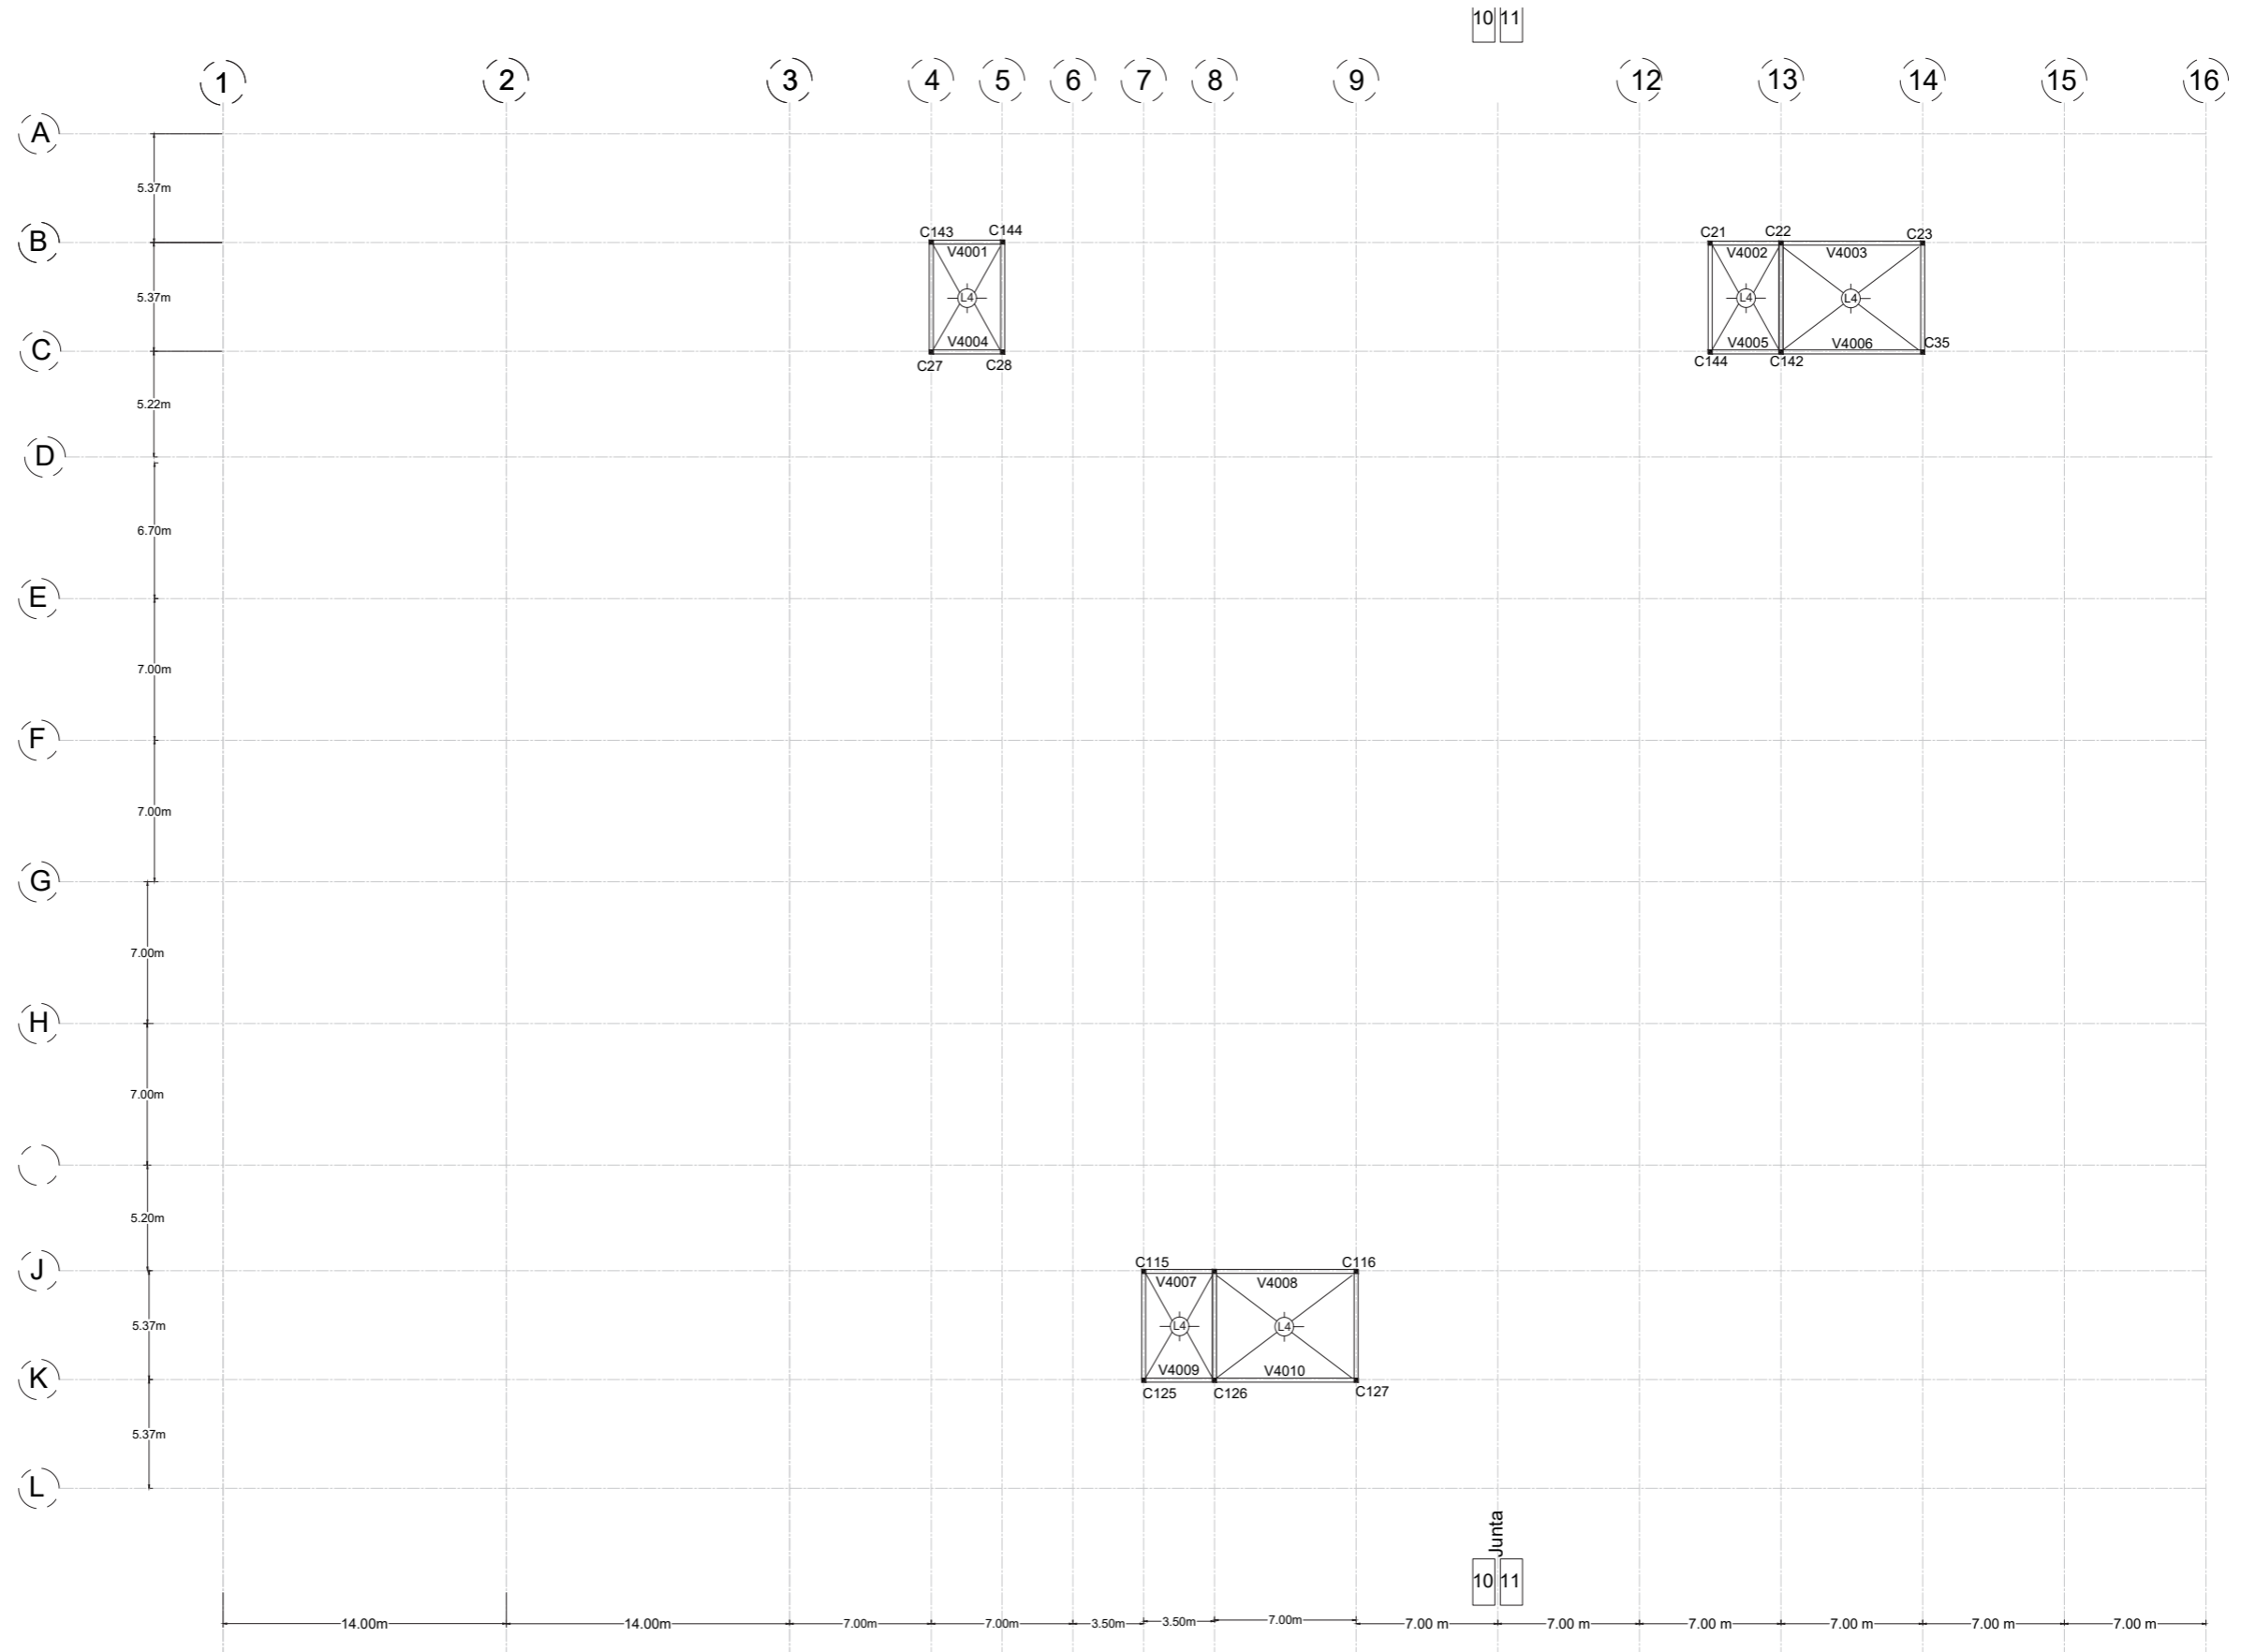 10 11
1 2 3 4 5 6 7 8 9 12 13 14 15 16
A
5.37m
B
C143 C144 C21 C22 C23
V4001 V4002 V4003
5.37m
L4 L4 L4
V4004 V4005 V4006 C35
C
C27 C28 C144 C142
5.22m
D
6.70m
E
7.00m
F
7.00m
G
7.00m
H
7.00m
5.20m
J
C115 C116
V4007 V4008
5.37m
L4 L4
V4009 V4010
K
C125 C126 C127
5.37m
L
Junta
10 11
14.00m 14.00m 7.00m 7.00m 3.50m 3.50m 7.00m 7.00 m 7.00 m 7.00 m 7.00 m 7.00 m 7.00 m